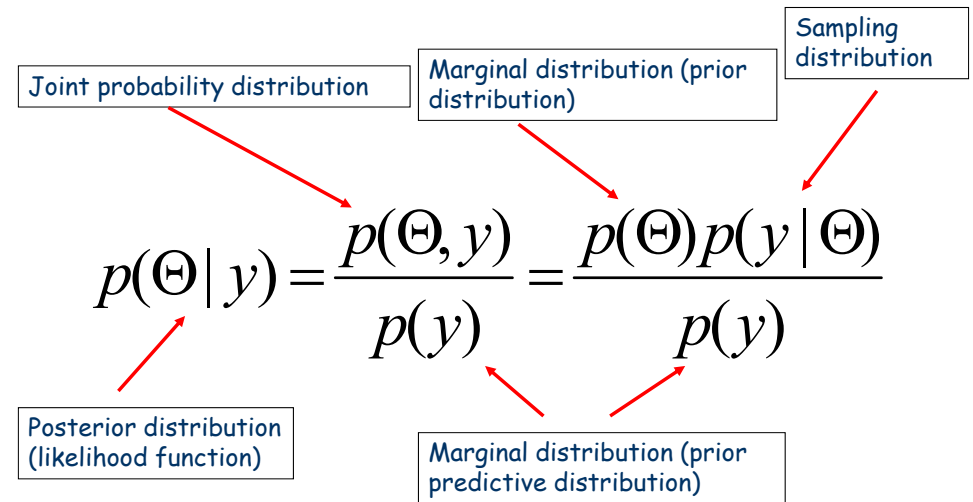 Sampling
distribution
Joint probability distribution
Marginal distribution (prior
distribution)
p(Θ | y) = p(Θ, y) / p(y) = p(Θ)p(y | Θ) / p(y)
Posterior distribution
(likelihood function)
Marginal distribution (prior
predictive distribution)